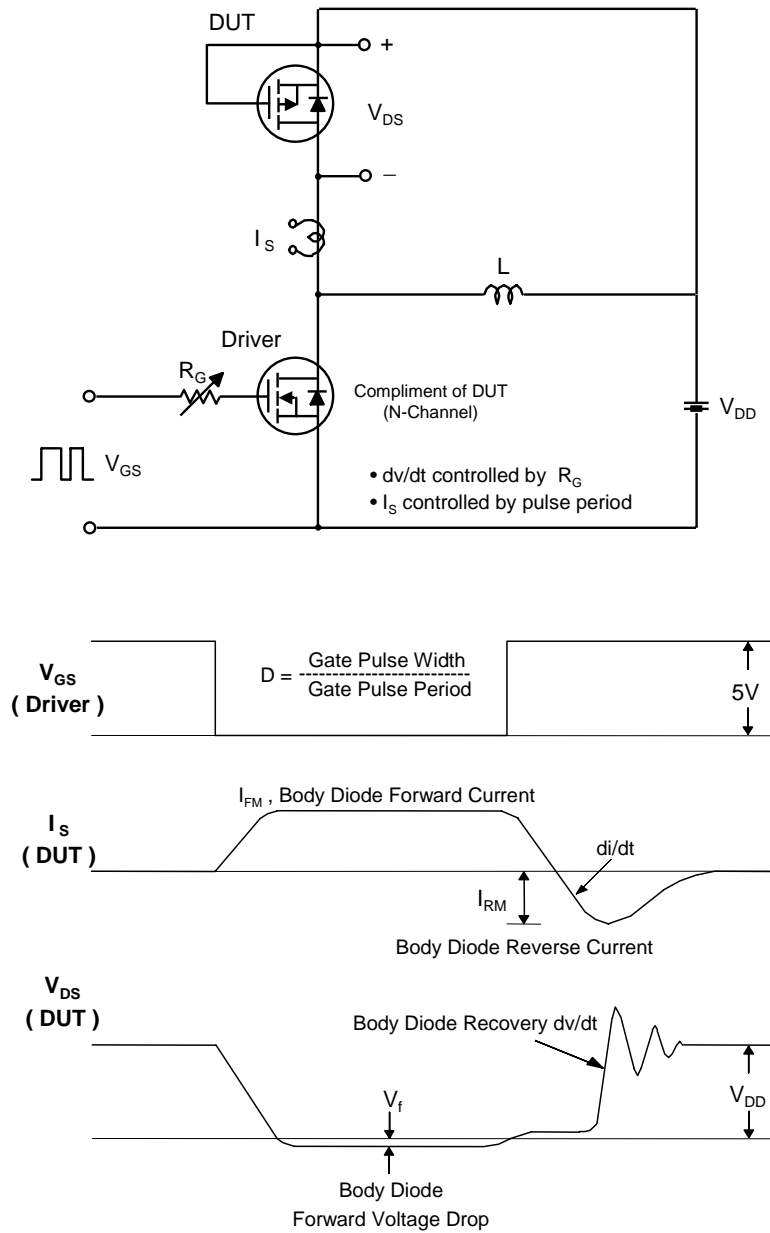 DUT
+
V_DS
−
I_S
L
Driver
R_G
Compliment of DUT
(N-Channel)
V_DD
V_GS
• dv/dt controlled by R_G
• I_S controlled by pulse period
V_GS
( Driver )
D = Gate Pulse Width
Gate Pulse Period
5V
I_FM , Body Diode Forward Current
I_S
( DUT )
di/dt
I_RM
Body Diode Reverse Current
V_DS
( DUT )
Body Diode Recovery dv/dt
V_f
V_DD
Body Diode
Forward Voltage Drop